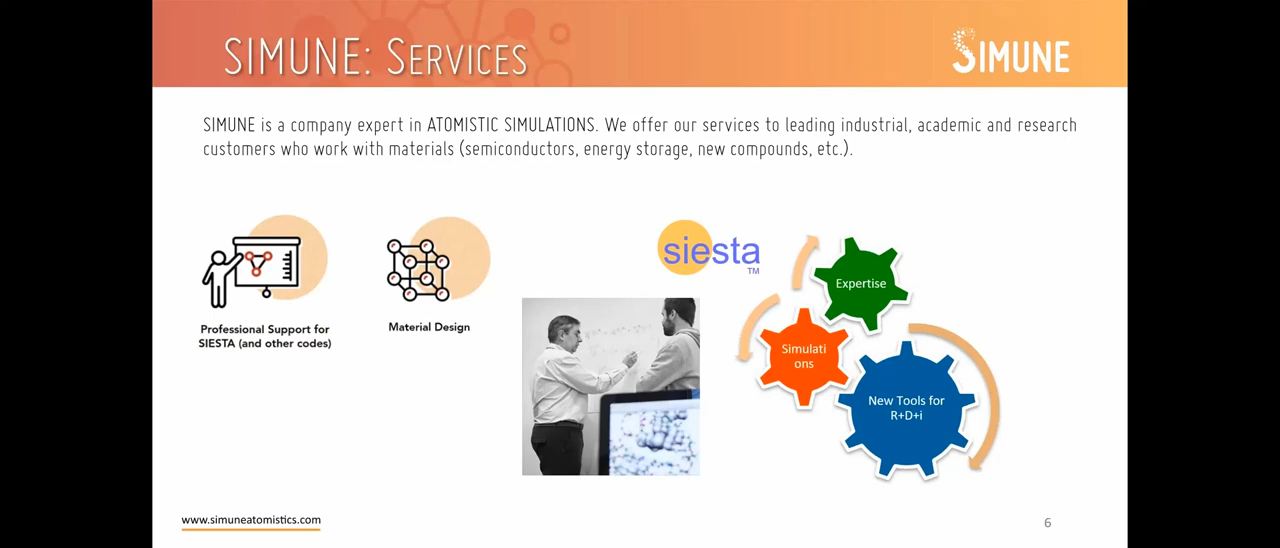 SIMUNE: SERVICES
SIMUNE
SIMUNE is a company expert in ATOMISTIC SIMULATIONS. We offer our services to leading industrial, academic and research
customers who work with materials (semiconductors, energy storage, new compounds, etc.).
siesta
TM
Expertise
Professional Support for
SIESTA (and other codes)
Material Design
Simulati
ons
New Tools for
R+D+i
www.simuneatomistics.com
6